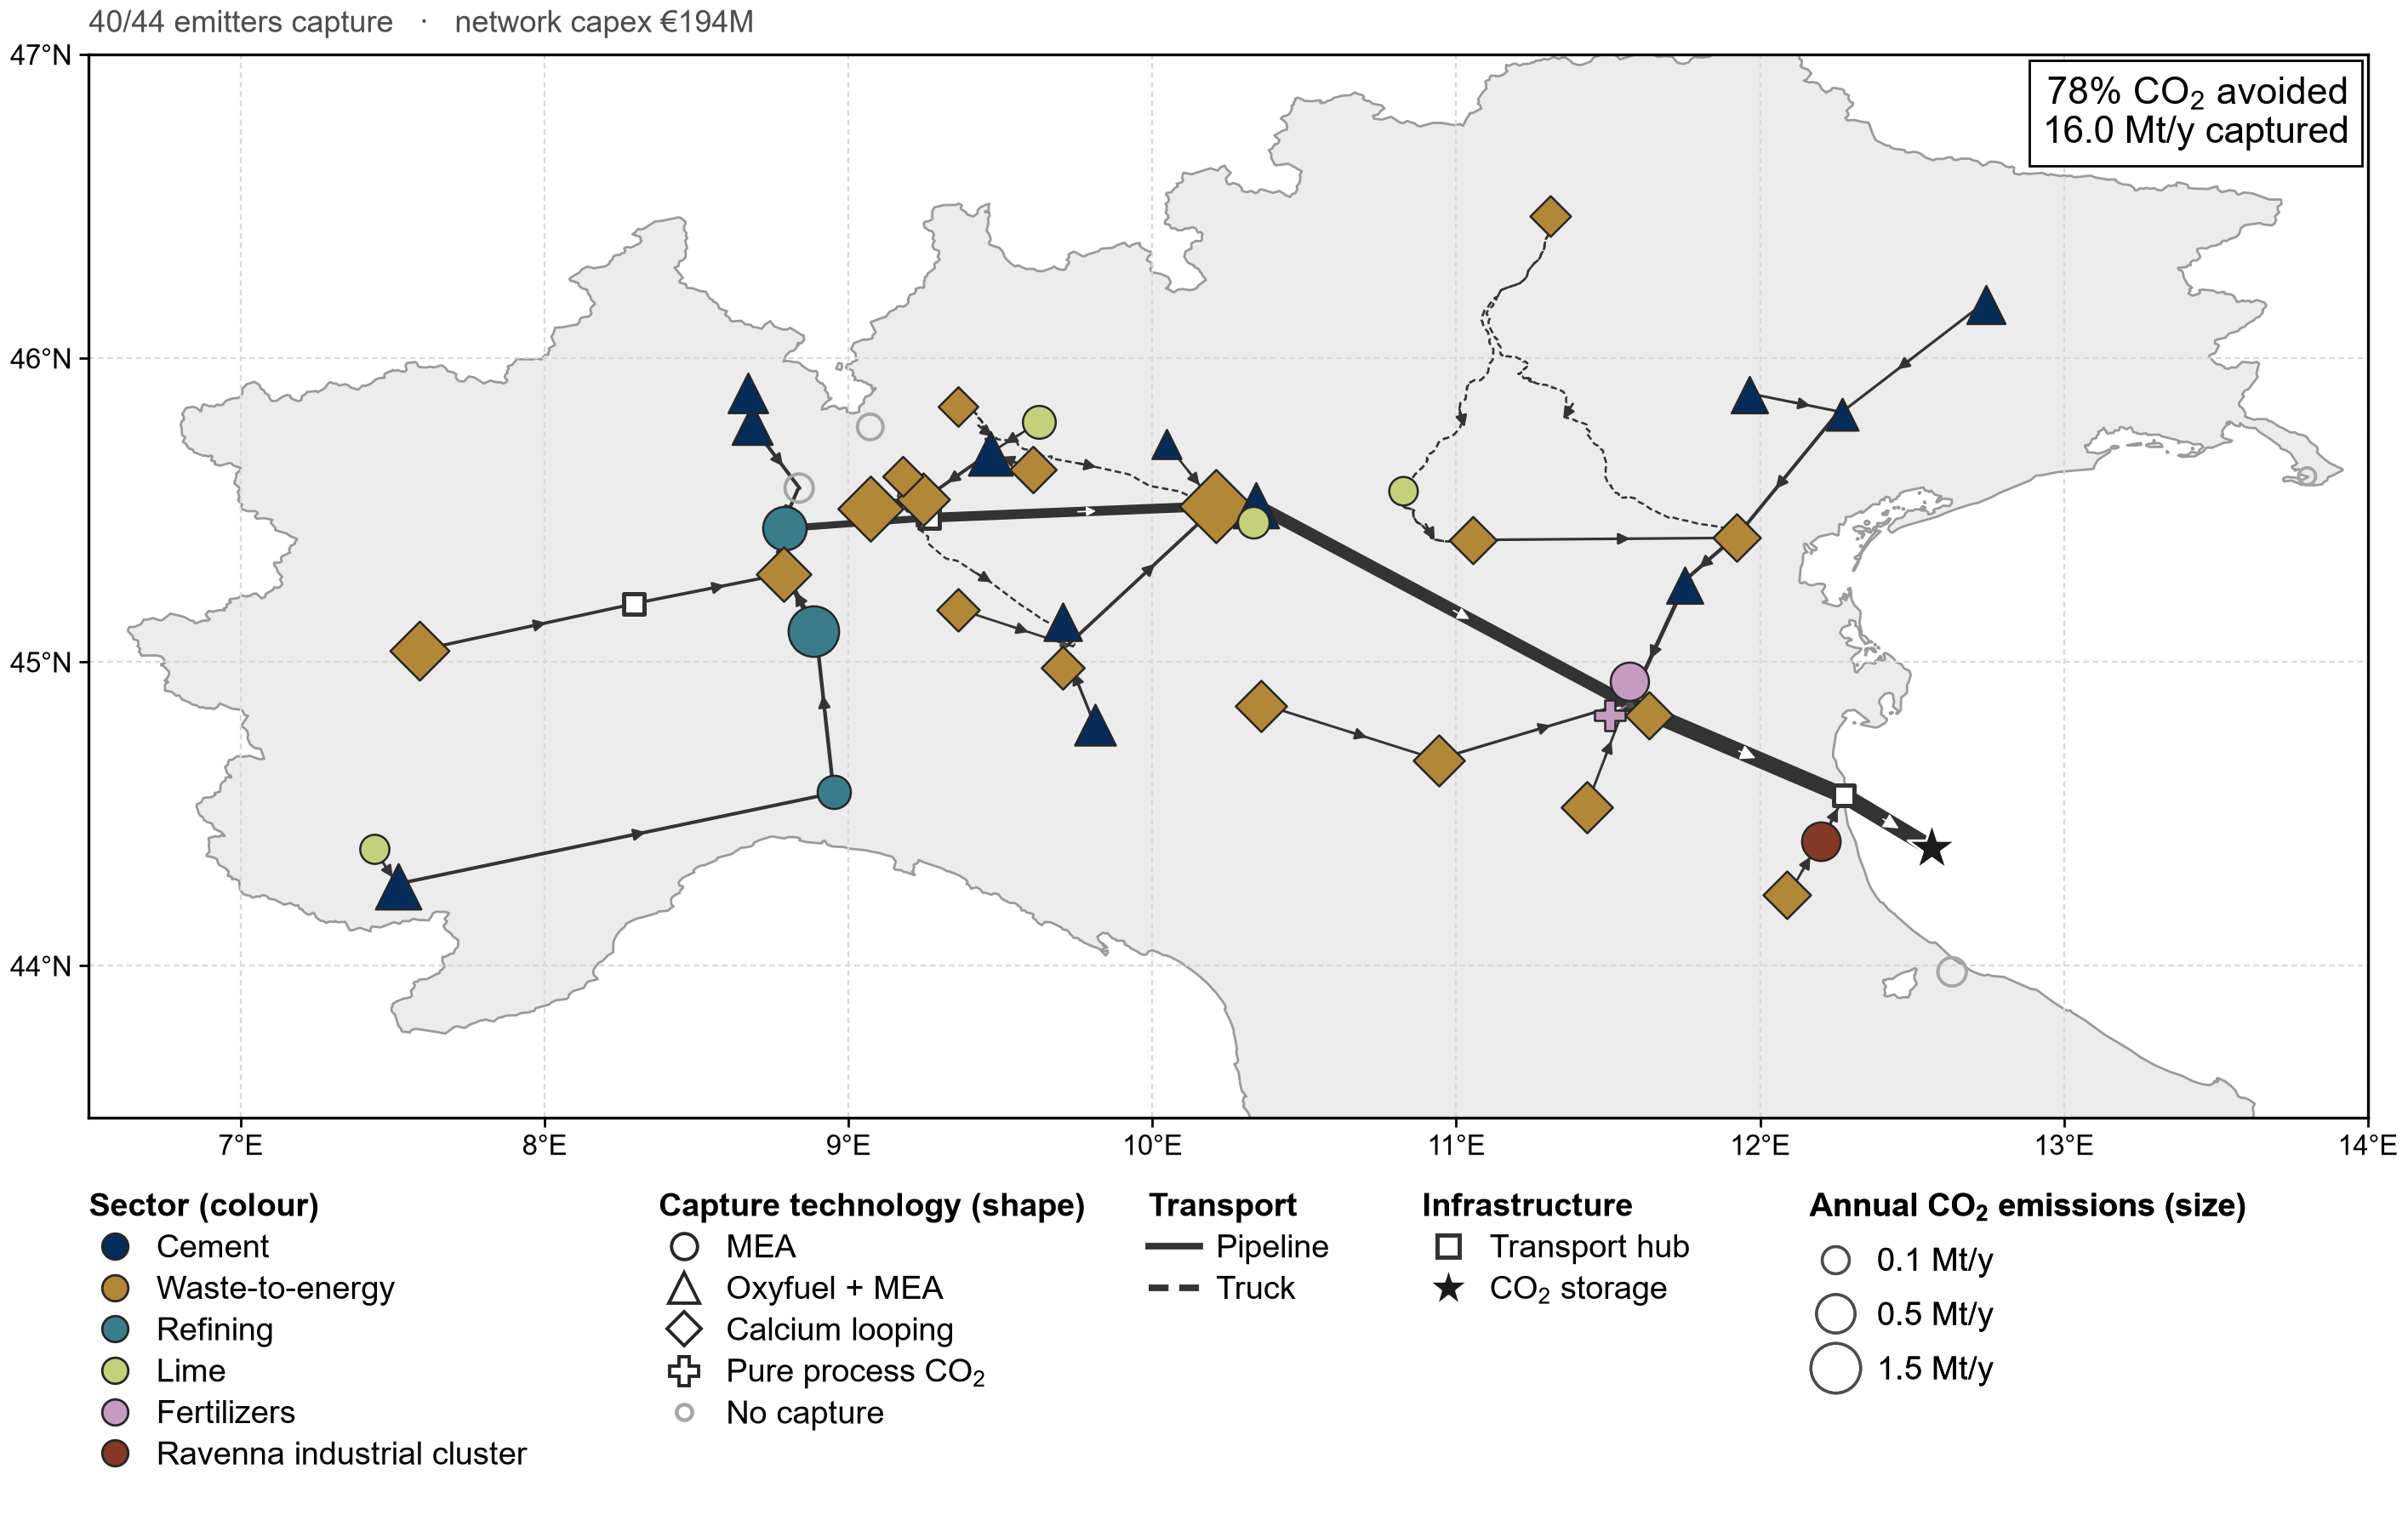 40/44 emitters capture · network capex €194M
78% CO₂ avoided
16.0 Mt/y captured
47°N
46°N
45°N
44°N
7°E 8°E 9°E 10°E 11°E 12°E 13°E 14°E
Sector (colour)
Cement
Waste-to-energy
Refining
Lime
Fertilizers
Ravenna industrial cluster
Capture technology (shape)
MEA
Oxyfuel + MEA
Calcium looping
Pure process CO₂
No capture
Transport
Pipeline
Truck
Infrastructure
Transport hub
CO₂ storage
Annual CO₂ emissions (size)
0.1 Mt/y
0.5 Mt/y
1.5 Mt/y